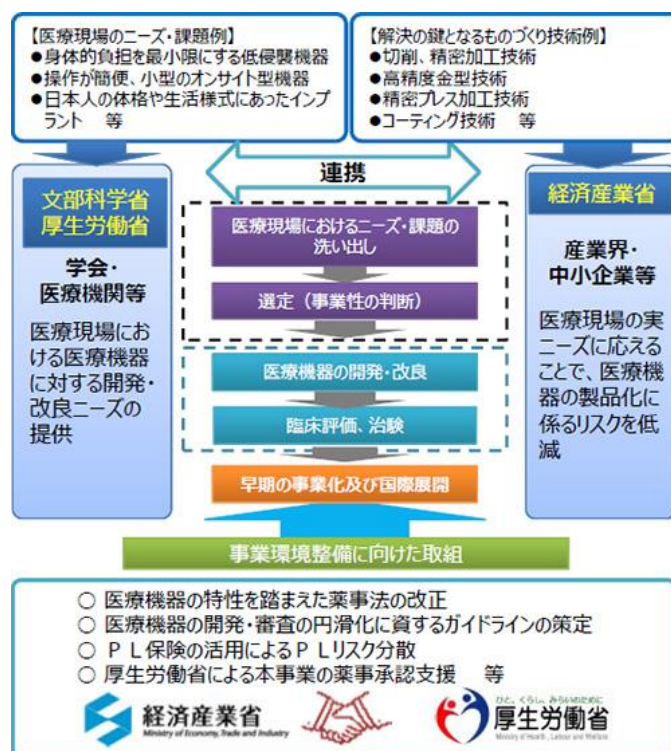 【医療現場のニーズ・課題例】
●身体的負担を最小限にする低侵襲機器
●操作が簡便、小型のオンサイト型機器
●日本人の体格や生活様式にあったインプ
ラント　等
【解決の鍵となるものづくり技術例】
●切削、精密加工技術
●高精度金型技術
●精密プレス加工技術
●コーティング技術　等
連携
文部科学省
厚生労働省
学会・
医療機関等
医療現場にお
ける医療機器
に対する開発・
改良ニーズの
提供
医療現場におけるニーズ・課題の
洗い出し
選定（事業性の判断）
医療機器の開発・改良
臨床評価、治験
早期の事業化及び国際展開
経済産業省
産業界・
中小企業等
医療現場の実
ニーズに応える
ことで、医療機
器の製品化に
係るリスクを低
減
事業環境整備に向けた取組
○ 医療機器の特性を踏まえた薬事法の改正
○ 医療機器の開発・審査の円滑化に資するガイドラインの策定
○ ＰＬ保険の活用によるＰＬリスク分散
○ 厚生労働省による本事業の薬事承認支援　等
経済産業省
Ministry of Economy, Trade and Industry
ひと、くらし、みらいのために
厚生労働省
Ministry of Health, Labour and Welfare